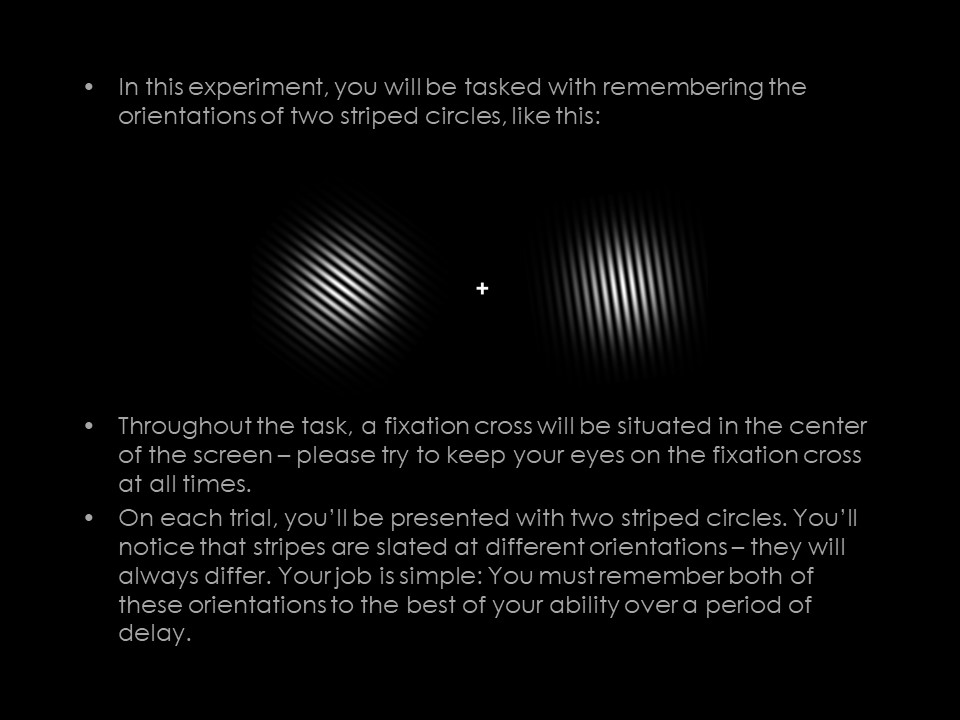 • In this experiment, you will be tasked with remembering the
orientations of two striped circles, like this:
+
• Throughout the task, a fixation cross will be situated in the center
of the screen – please try to keep your eyes on the fixation cross
at all times.
• On each trial, you’ll be presented with two striped circles. You’ll
notice that stripes are slated at different orientations – they will
always differ. Your job is simple: You must remember both of
these orientations to the best of your ability over a period of
delay.